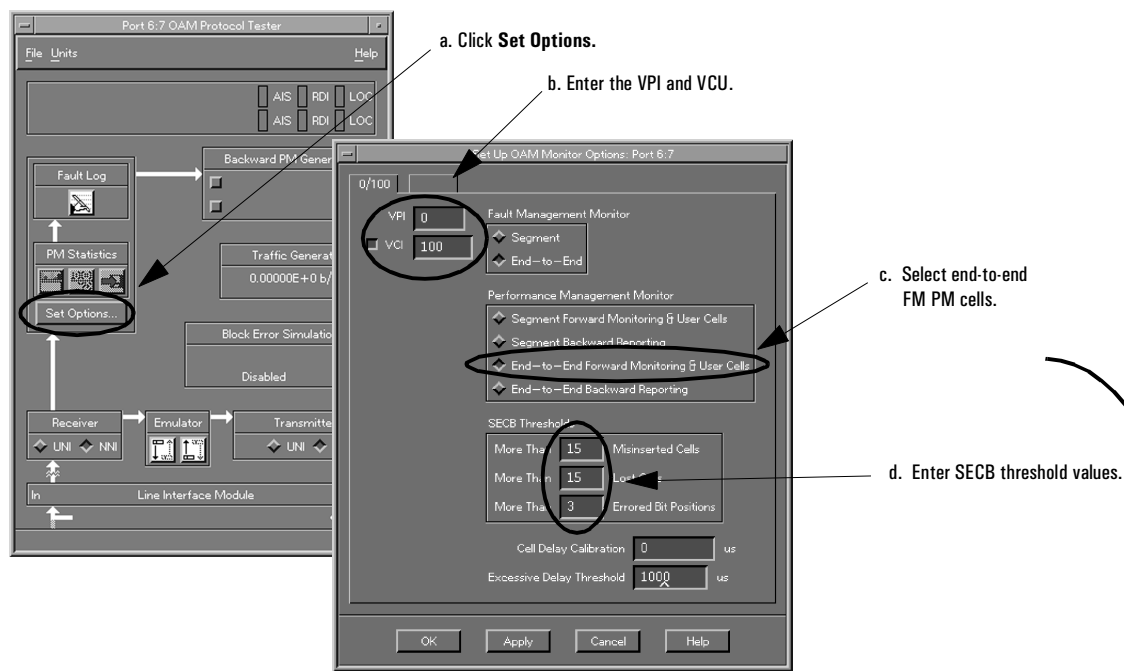 Port 6:7 OAM Protocol Tester
File Units Help
AIS RDI LOC
AIS RDI LOC
Fault Log
PM Statistics
Set Options...
Backward PM Gener
Traffic Generat
0.00000E+0 b/
Block Error Simulatio
Disabled
Receiver
UNI NNI
Emulator
Transmitte
UNI
In Line Interface Module
a. Click Set Options.
b. Enter the VPI and VCU.
Set Up OAM Monitor Options: Port 6:7
0/100
VPI 0
VCI 100
Fault Management Monitor
Segment
End-to-End
Performance Management Monitor
Segment Forward Monitoring & User Cells
Segment Backward Reporting
End-to-End Forward Monitoring & User Cells
End-to-End Backward Reporting
SECB Thresholds
More Than 15 Misinserted Cells
More Than 15 Lost Cells
More Than 3 Errored Bit Positions
Cell Delay Calibration 0 us
Excessive Delay Threshold 1000 us
OK Apply Cancel Help
c. Select end-to-end
FM PM cells.
d. Enter SECB threshold values.